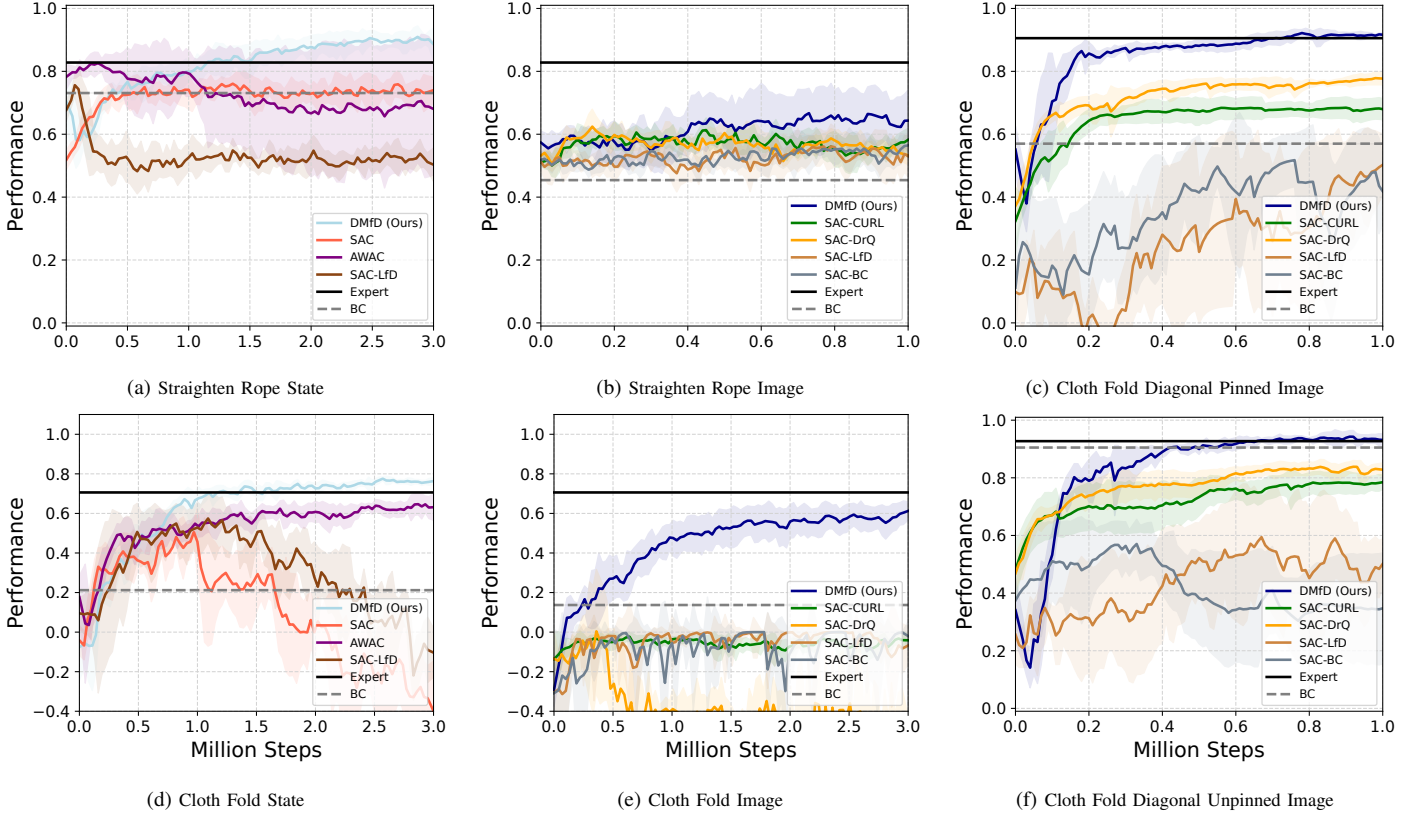 Performance
1.0
0.8
0.6
0.4
0.2
0.0
0.0 0.5 1.0 1.5 2.0 2.5 3.0
DMfD (Ours)
SAC
AWAC
SAC-LfD
Expert
BC
(a) Straighten Rope State
Performance
1.0
0.8
0.6
0.4
0.2
0.0
0.0 0.2 0.4 0.6 0.8 1.0
DMfD (Ours)
SAC-CURL
SAC-DrQ
SAC-LfD
SAC-BC
Expert
BC
(b) Straighten Rope Image
Performance
1.0
0.8
0.6
0.4
0.2
0.0
0.0 0.2 0.4 0.6 0.8 1.0
DMfD (Ours)
SAC-CURL
SAC-DrQ
SAC-LfD
SAC-BC
Expert
BC
(c) Cloth Fold Diagonal Pinned Image
Performance
1.0
0.8
0.6
0.4
0.2
0.0
−0.2
−0.4
0.0 0.5 1.0 1.5 2.0 2.5 3.0
Million Steps
DMfD (Ours)
SAC
AWAC
SAC-LfD
Expert
BC
(d) Cloth Fold State
Performance
1.0
0.8
0.6
0.4
0.2
0.0
−0.2
−0.4
0.0 0.5 1.0 1.5 2.0 2.5 3.0
Million Steps
DMfD (Ours)
SAC-CURL
SAC-DrQ
SAC-LfD
SAC-BC
Expert
BC
(e) Cloth Fold Image
Performance
1.0
0.8
0.6
0.4
0.2
0.0
0.0 0.2 0.4 0.6 0.8 1.0
Million Steps
DMfD (Ours)
SAC-CURL
SAC-DrQ
SAC-LfD
SAC-BC
Expert
BC
(f) Cloth Fold Diagonal Unpinned Image